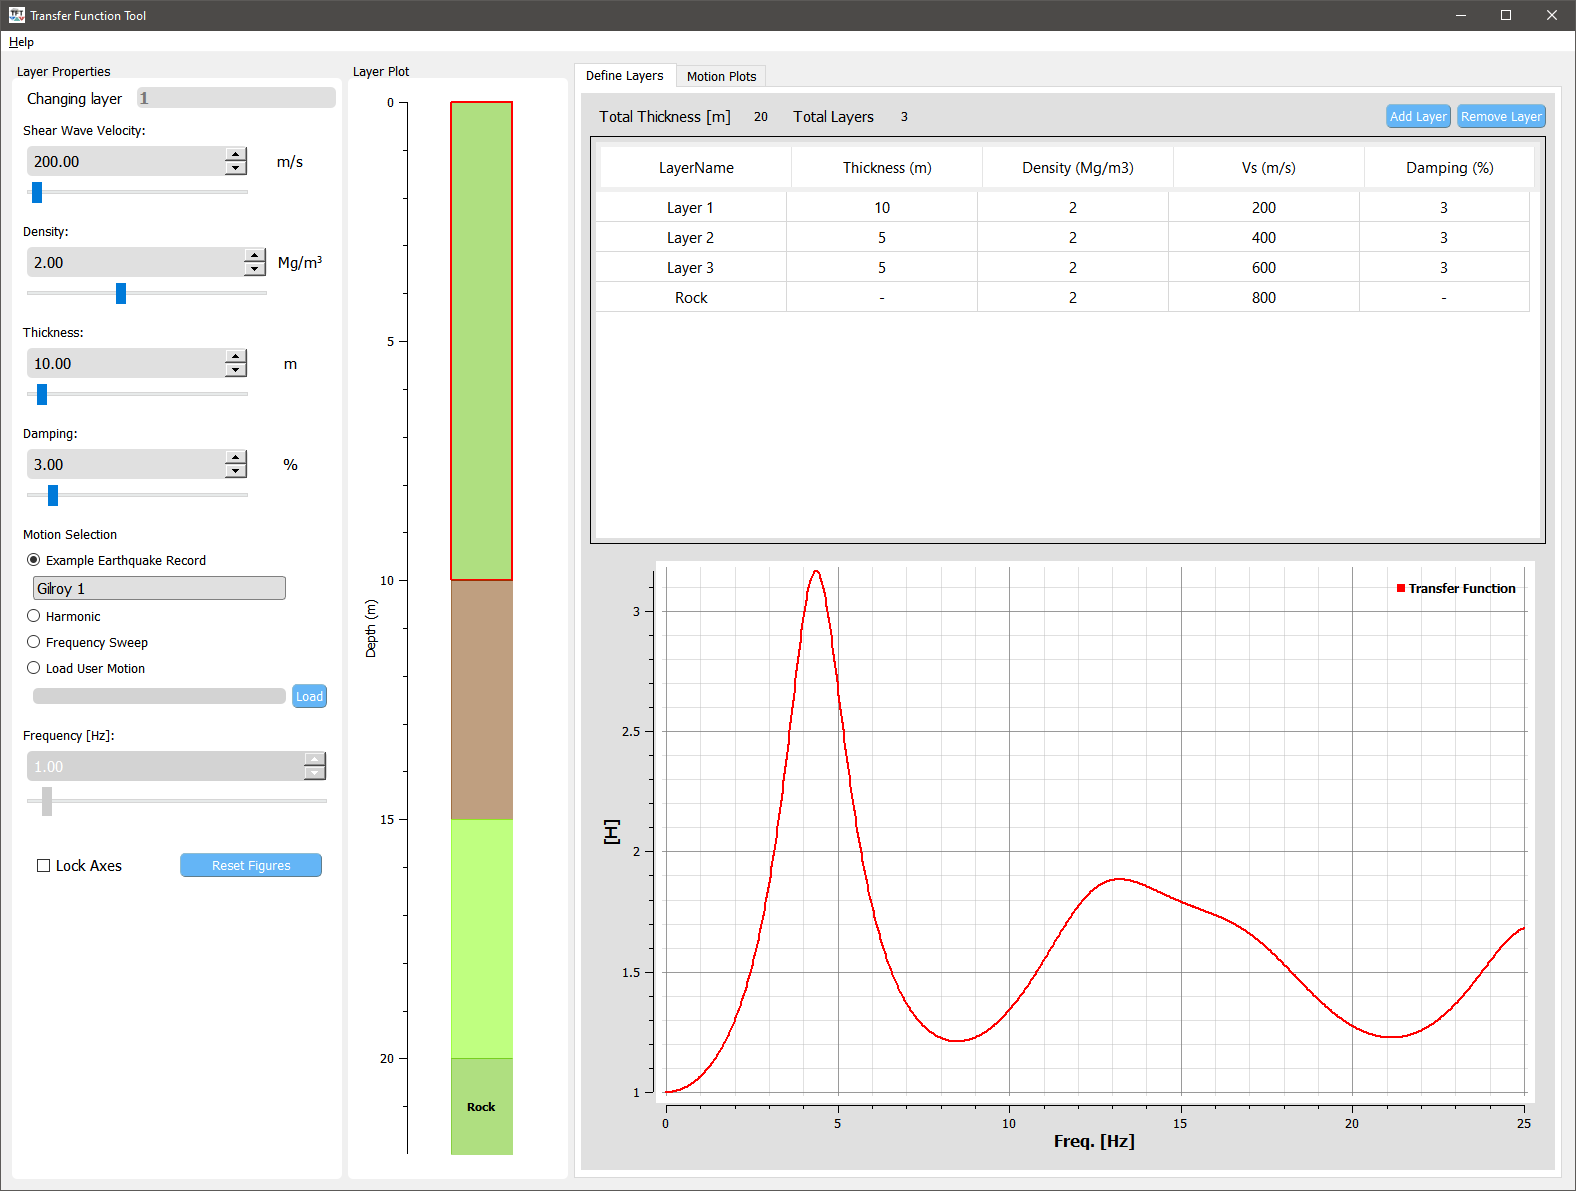 TFT
Transfer Function Tool
Help
Layer Properties
Changing layer 1
Shear Wave Velocity:
200.00 m/s
Density:
2.00 Mg/m³
Thickness:
10.00 m
Damping:
3.00 %
Motion Selection
Example Earthquake Record
Gilroy 1
Harmonic
Frequency Sweep
Load User Motion
Load
Frequency [Hz]:
1.00
Lock Axes
Reset Figures
Layer Plot
0
5
10
15
20
Depth (m)
Rock
Define Layers
Motion Plots
Total Thickness [m] 20 Total Layers 3
Add Layer
Remove Layer
LayerName Thickness (m) Density (Mg/m3) Vs (m/s) Damping (%)
Layer 1 10 2 200 3
Layer 2 5 2 400 3
Layer 3 5 2 600 3
Rock - 2 800 -
Transfer Function
[H]
3
2.5
2
1.5
1
0 5 10 15 20 25
Freq. [Hz]